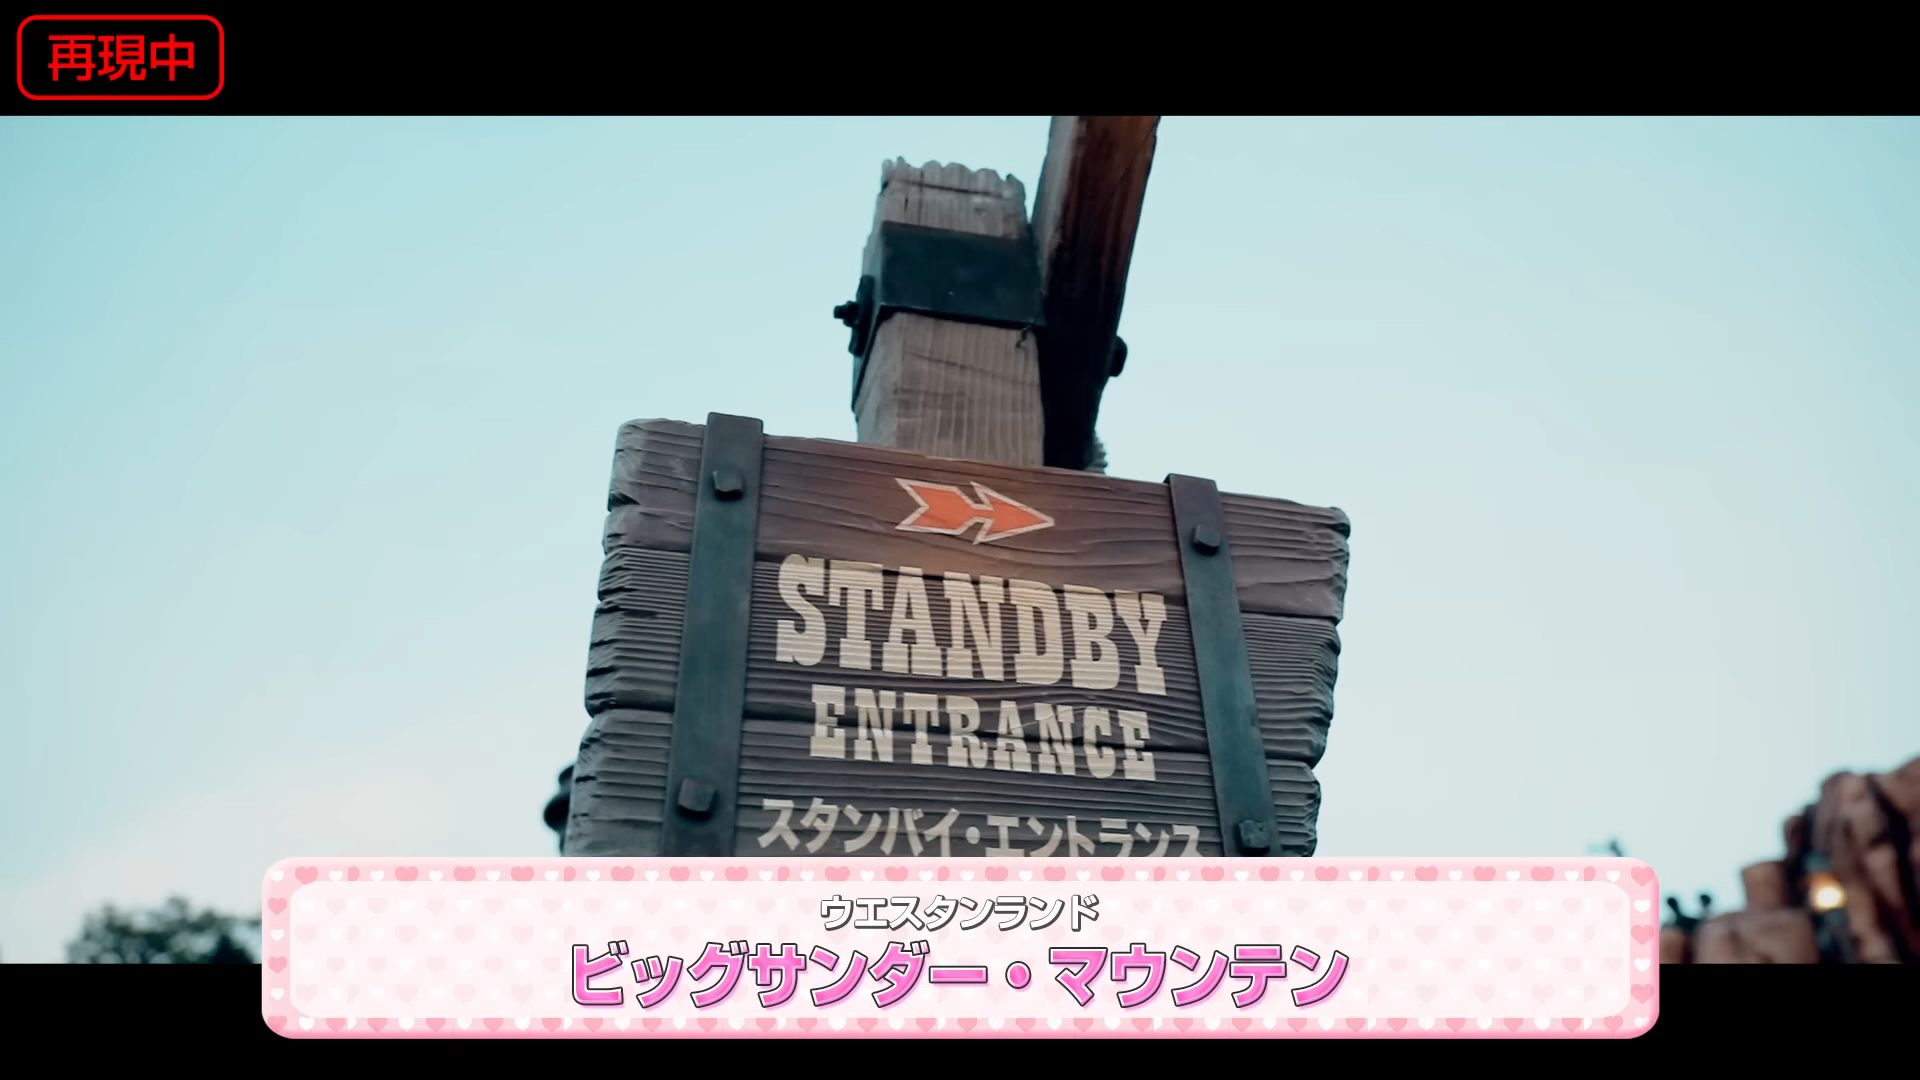 再現中
STANDBY
ENTRANCE
スタンバイ・エントランス
ウエスタンランド
ビッグサンダー・マウンテン